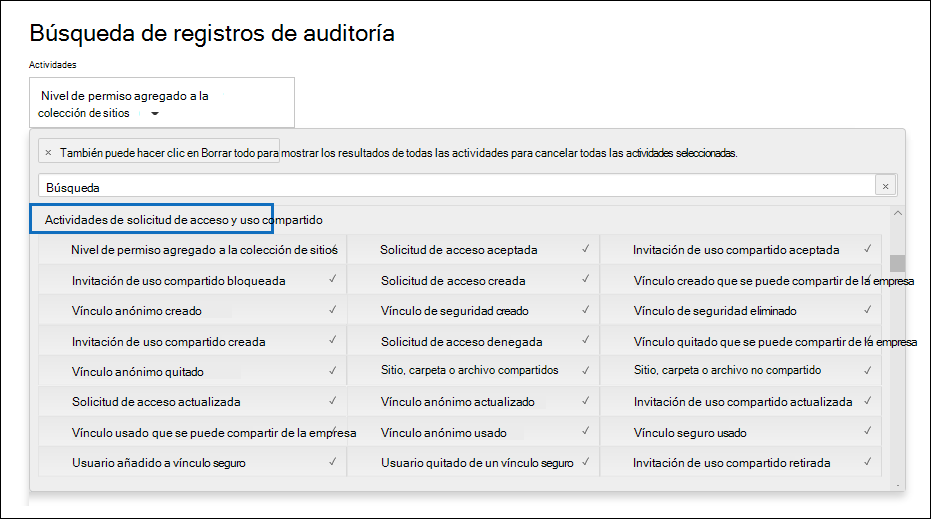 Búsqueda de registros de auditoría
Actividades
Nivel de permiso agregado a la
colección de sitios
× También puede hacer clic en Borrar todo para mostrar los resultados de todas las actividades para cancelar todas las actividades seleccionadas.
Búsqueda ×
Actividades de solicitud de acceso y uso compartido
Nivel de permiso agregado a la colección de sitios ✓ Solicitud de acceso aceptada ✓ Invitación de uso compartido aceptada ✓
Invitación de uso compartido bloqueada ✓ Solicitud de acceso creada ✓ Vínculo creado que se puede compartir de la empresa ✓
Vínculo anónimo creado ✓ Vínculo de seguridad creado ✓ Vínculo de seguridad eliminado ✓
Invitación de uso compartido creada ✓ Solicitud de acceso denegada ✓ Vínculo quitado que se puede compartir de la empresa ✓
Vínculo anónimo quitado ✓ Sitio, carpeta o archivo compartidos ✓ Sitio, carpeta o archivo no compartido ✓
Solicitud de acceso actualizada ✓ Vínculo anónimo actualizado ✓ Invitación de uso compartido actualizada ✓
Vínculo usado que se puede compartir de la empresa ✓ Vínculo anónimo usado ✓ Vínculo seguro usado ✓
Usuario añadido a vínculo seguro ✓ Usuario quitado de un vínculo seguro ✓ Invitación de uso compartido retirada ✓